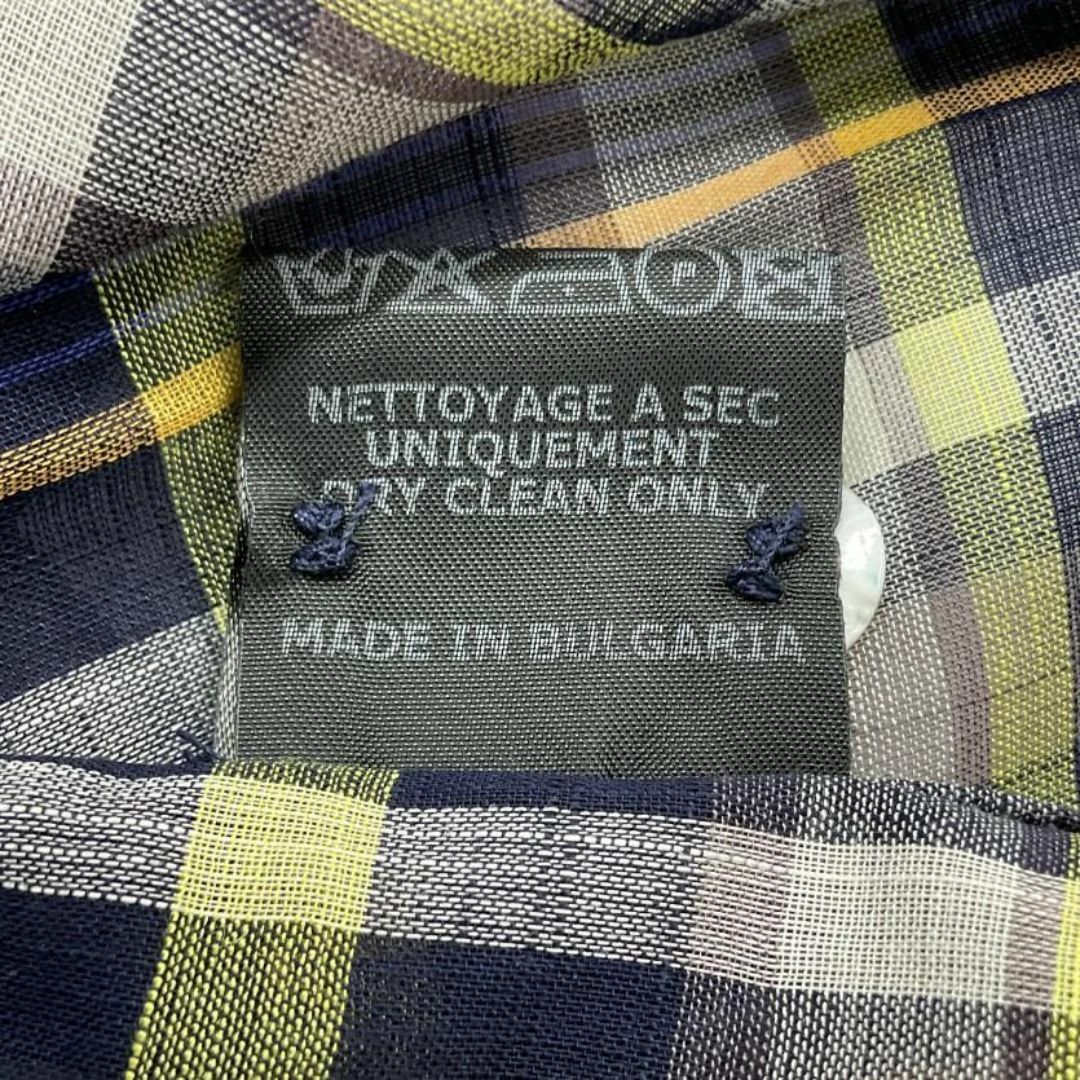 P
NETTOYAGE A SEC
UNIQUEMENT
DRY CLEAN ONLY
MADE IN BULGARIA